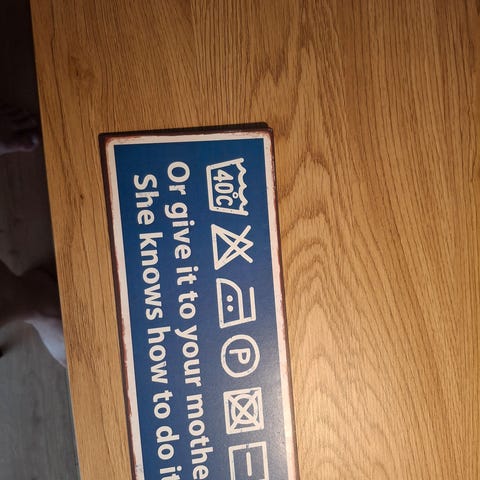 40°C
P
Or give it to your mothe
She knows how to do it